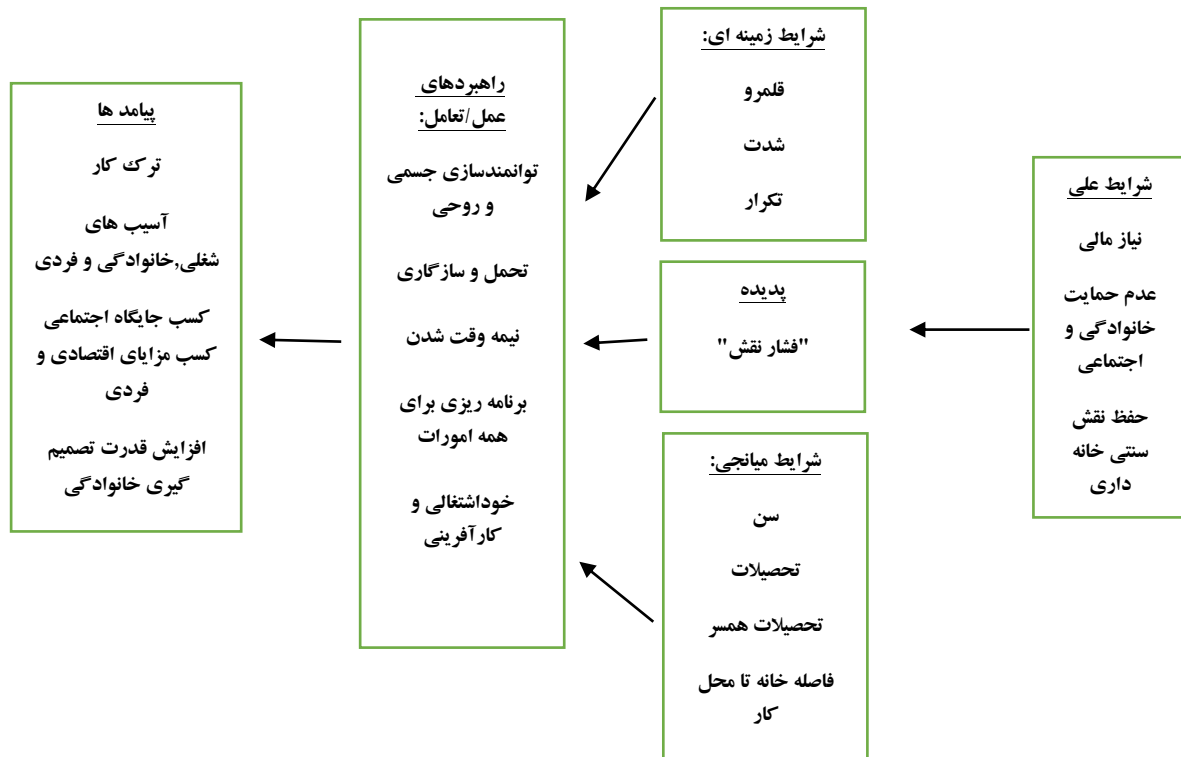 شرایط علی
نیاز مالی
عدم حمایت
خانوادگی و
اجتماعی
حفظ نقش
سنتی خانه
داری
شرایط زمینه ای:
قلمرو
شدت
تکرار
پدیده
"فشار نقش"
شرایط میانجی:
سن
تحصیلات
تحصیلات همسر
فاصله خانه تا محل
کار
راهبردهای
عمل/تعامل:
توانمندسازی جسمی
و روحی
تحمل و سازگاری
نیمه وقت شدن
برنامه ریزی برای
همه امورات
خوداشتغالی و
کارآفرینی
پیامد ها
ترک کار
آسیب های
شغلی,خانوادگی و فردی
کسب جایگاه اجتماعی
کسب مزایای اقتصادی و
فردی
افزایش قدرت تصمیم
گیری خانوادگی